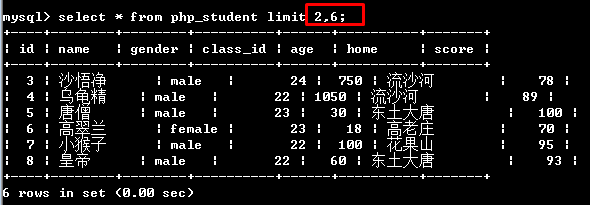 mysql> select * from php_student limit 2,6;
+----+--------+--------+----------+------+----------+-------+
| id | name | gender | class_id | age | home | score |
+----+--------+--------+----------+------+----------+-------+
| 3 | 沙悟净 | male | 24 | 750 | 流沙河 | 78 |
| 4 | 乌龟精 | male | 22 | 1050 | 流沙河 | 89 |
| 5 | 唐僧 | male | 23 | 30 | 东土大唐 | 100 |
| 6 | 高翠兰 | female | 23 | 18 | 高老庄 | 70 |
| 7 | 小猴子 | male | 22 | 100 | 花果山 | 95 |
| 8 | 皇帝 | male | 22 | 60 | 东土大唐 | 93 |
+----+--------+--------+----------+------+----------+-------+
6 rows in set (0.00 sec)